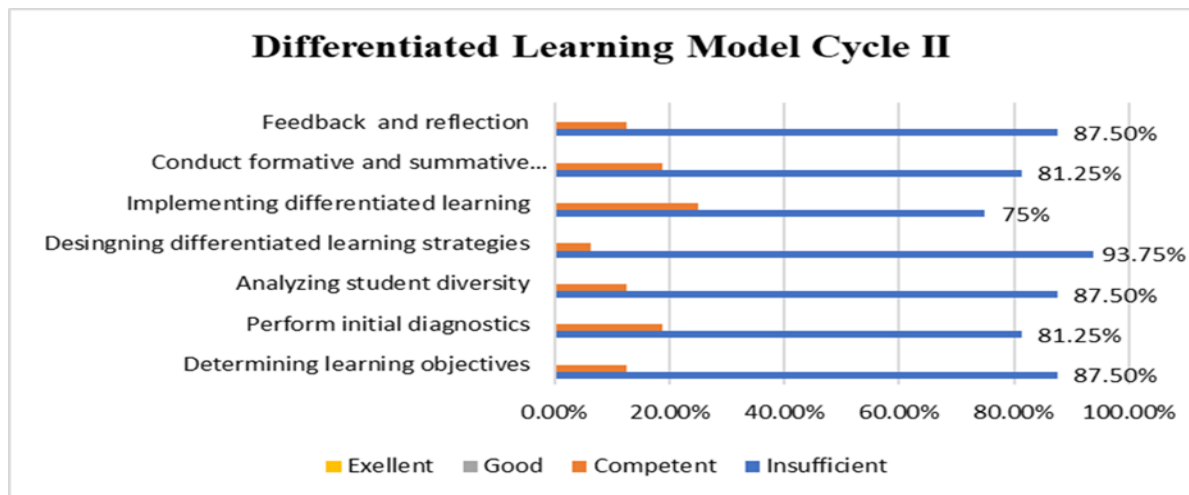 Differentiated Learning Model Cycle II
Feedback and reflection
87.50%
Conduct formative and summative...
81.25%
Implementing differentiated learning
75%
Desingning differentiated learning strategies
93.75%
Analyzing student diversity
87.50%
Perform initial diagnostics
81.25%
Determining learning objectives
87.50%
0.00% 20.00% 40.00% 60.00% 80.00% 100.00%
Exellent Good Competent Insufficient